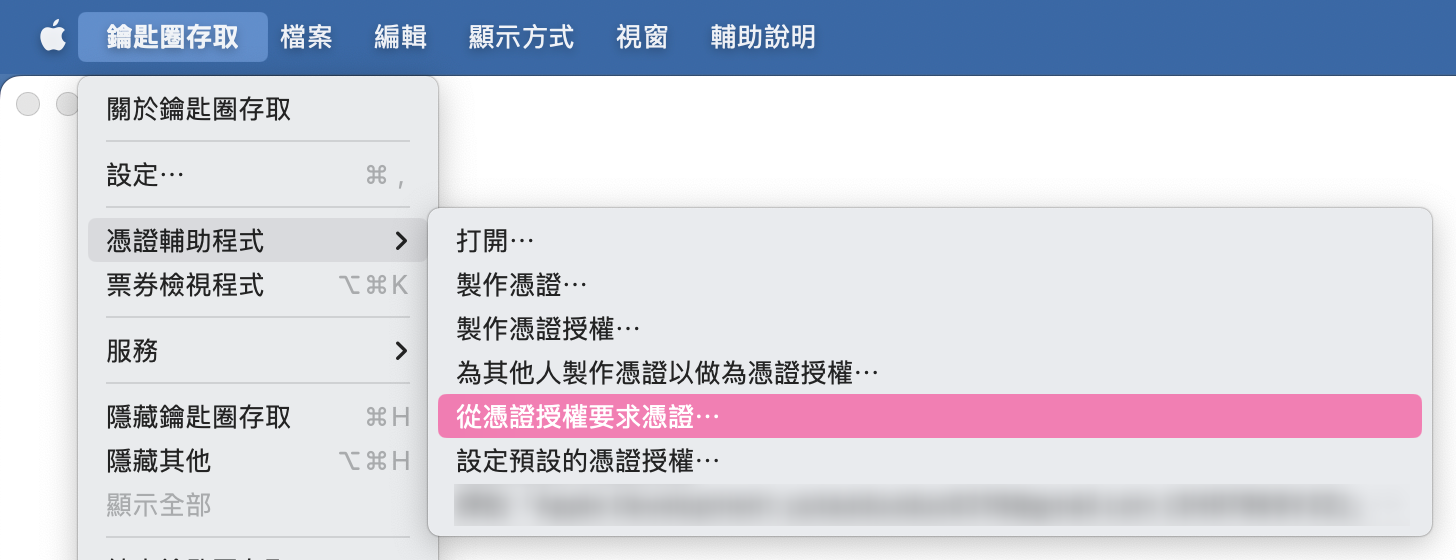 鑰匙圈存取 檔案 編輯 顯示方式 視窗 輔助說明
關於鑰匙圈存取
設定⋯ ⌘ ,
憑證輔助程式
票券檢視程式 ⌥⌘K
服務
隱藏鑰匙圈存取 ⌘H
隱藏其他 ⌥⌘H
顯示全部
打開⋯
製作憑證⋯
製作憑證授權⋯
為其他人製作憑證以做為憑證授權⋯
從憑證授權要求憑證⋯
設定預設的憑證授權⋯